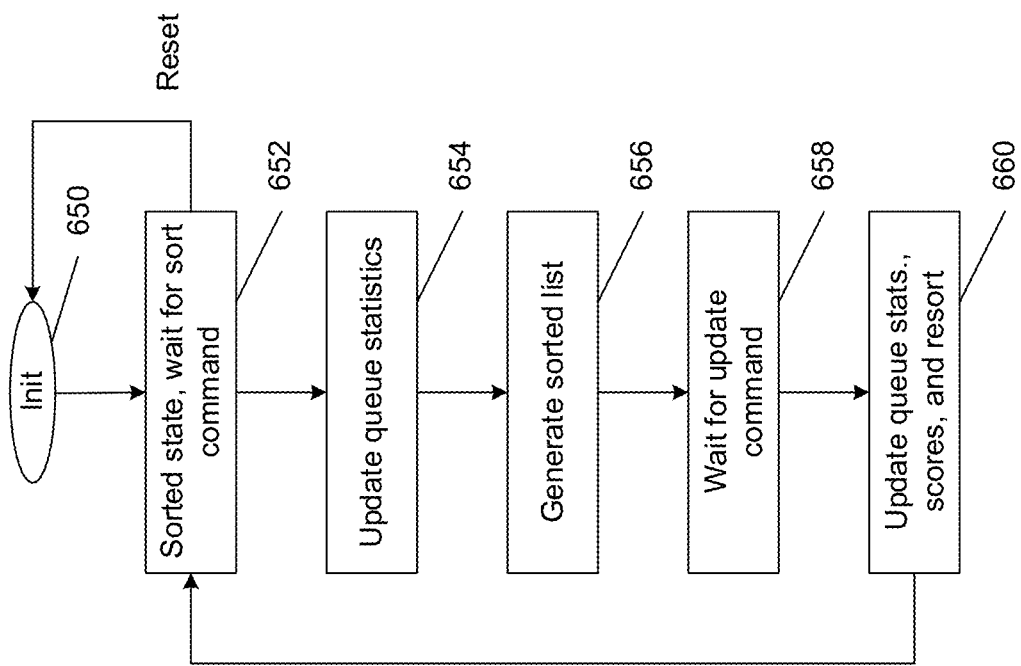 Init
650
Reset
Sorted state, wait for sort
command
652
Update queue statistics
654
Generate sorted list
656
Wait for update
command
658
Update queue stats.,
scores, and resort
660